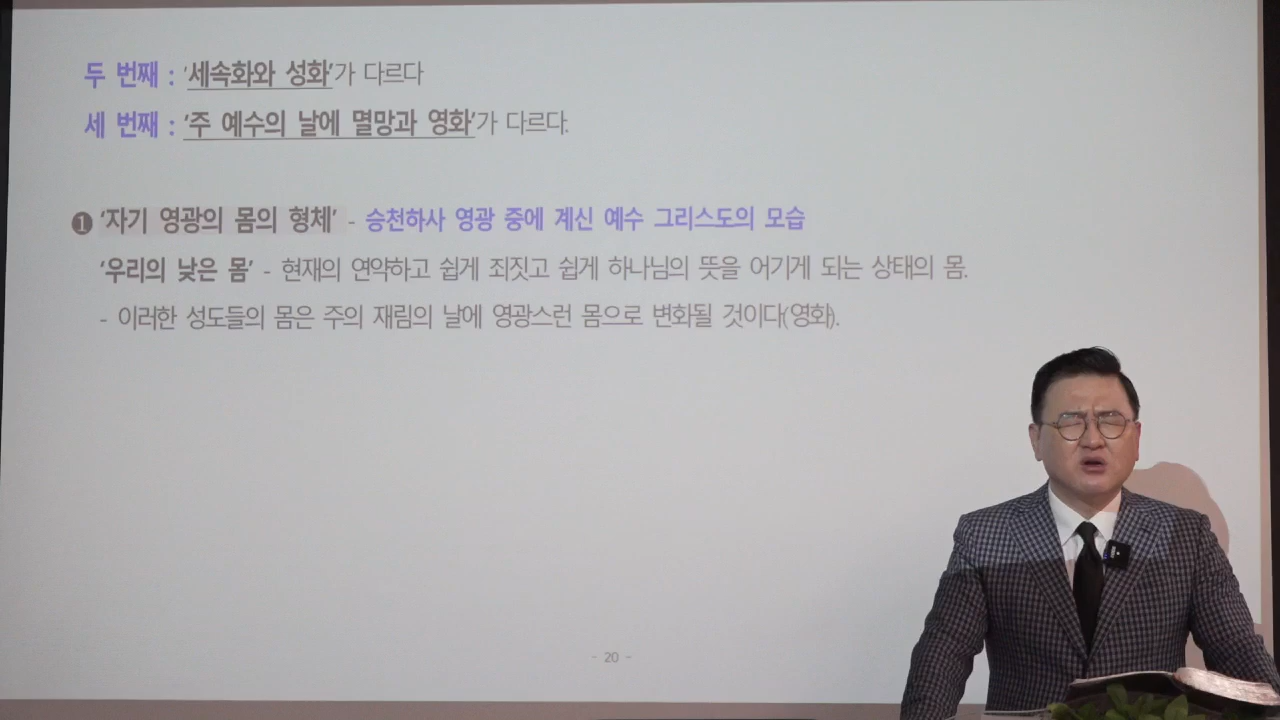 두 번째 : '세속화와 성화'가 다르다
세 번째 : '주 예수의 날에 멸망과 영화'가 다르다.
❶ '자기 영광의 몸의 형체' - 승천하사 영광 중에 계신 예수 그리스도의 모습
'우리의 낮은 몸' - 현재의 연약하고 쉽게 죄짓고 쉽게 하나님의 뜻을 어기게 되는 상태의 몸.
- 이러한 성도들의 몸은 주의 재림의 날에 영광스런 몸으로 변화될 것이다(영화).
- 20 -